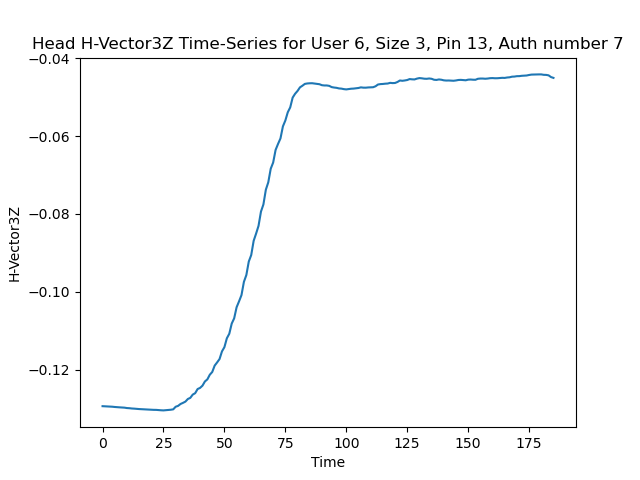 Head H-Vector3Z Time-Series for User 6, Size 3, Pin 13, Auth number 7
−0.04
−0.06
−0.08
−0.10
−0.12
H-Vector3Z
0 25 50 75 100 125 150 175
Time